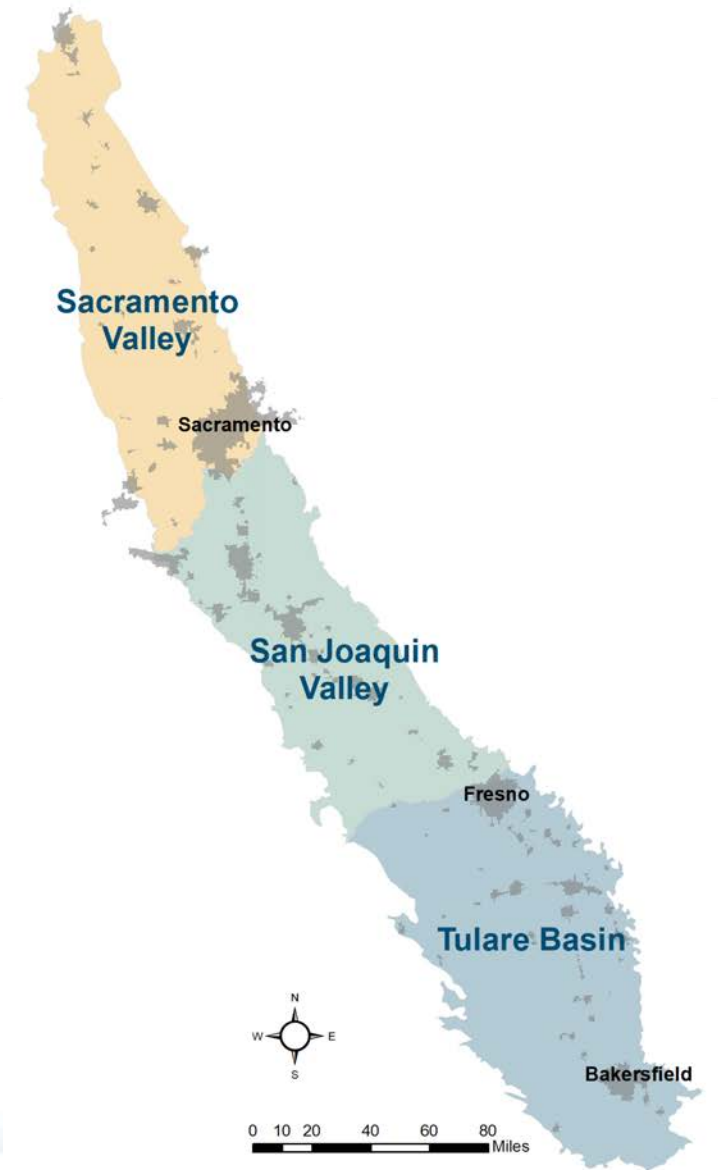 Sacramento
Valley
Sacramento
San Joaquin
Valley
Fresno
Tulare Basin
N
W E
S
Bakersfield
0 10 20 40 60 80
Miles